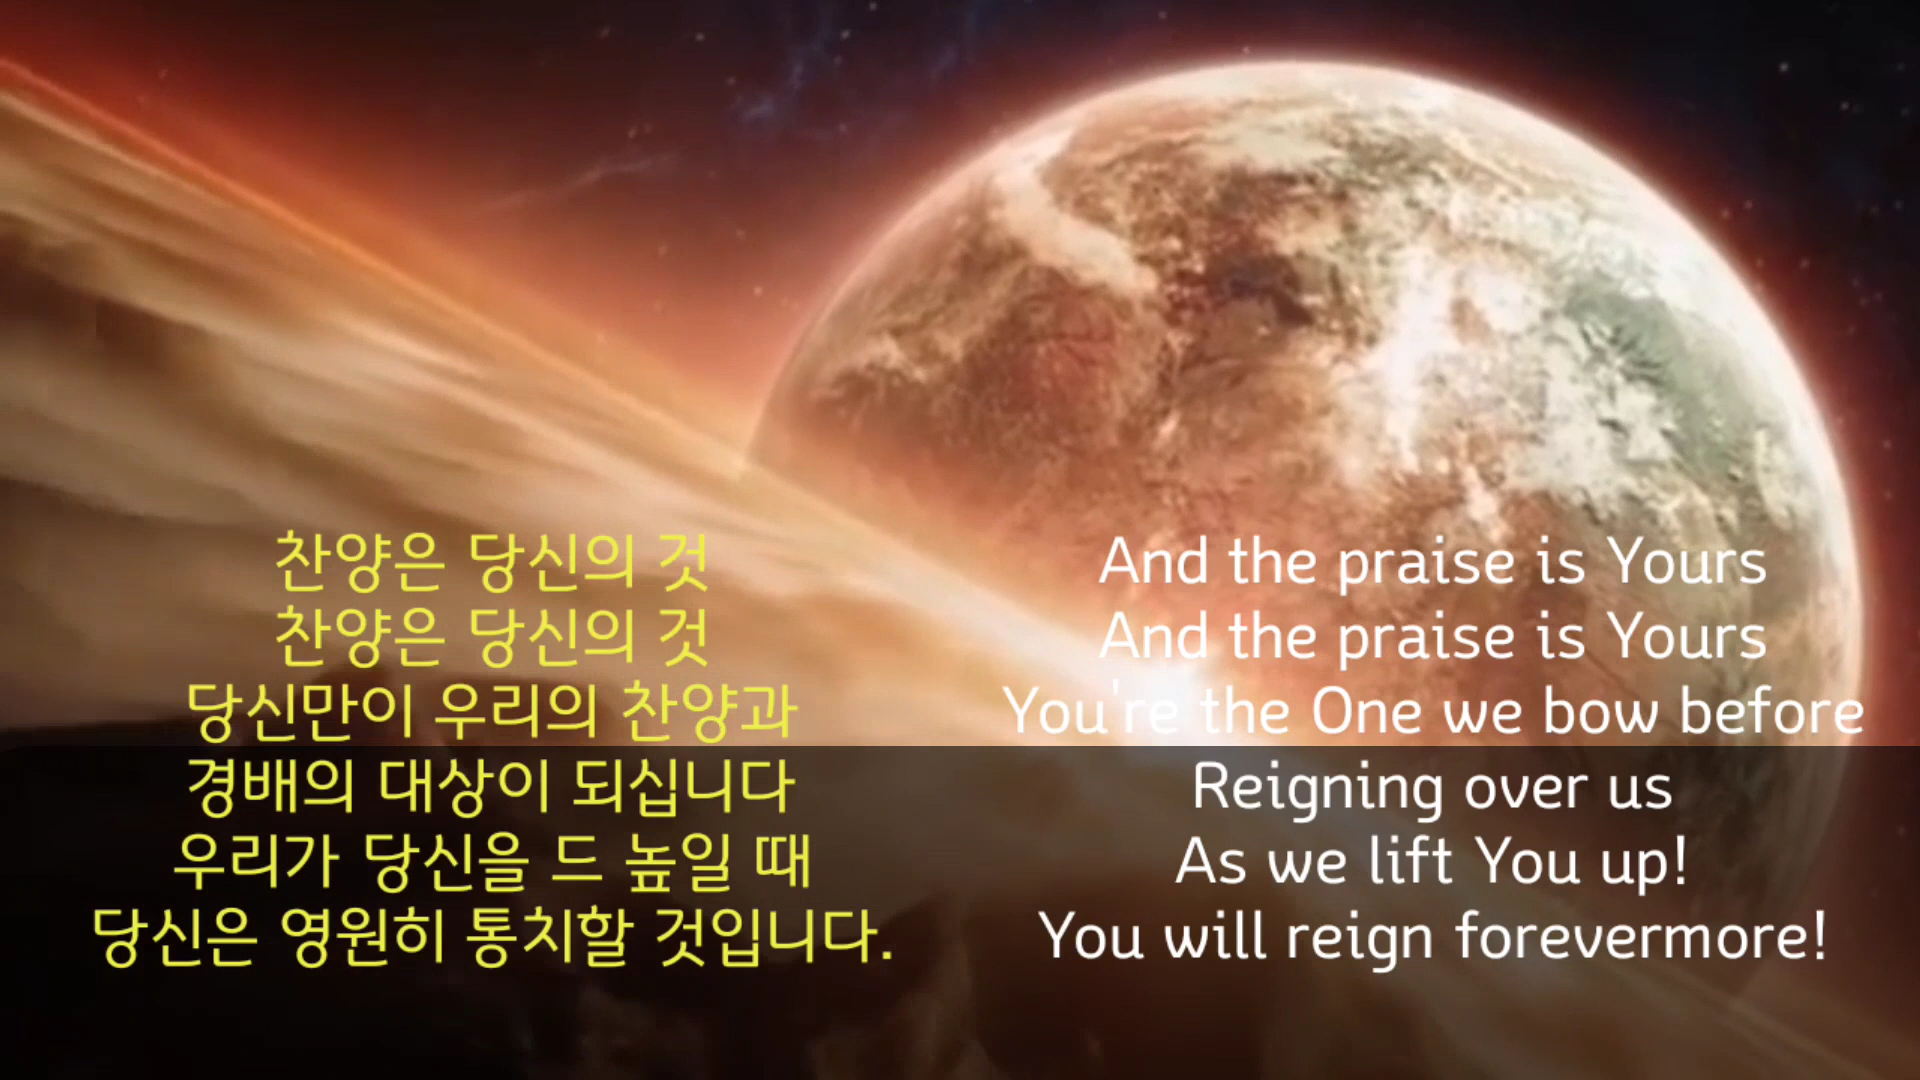 찬양은 당신의 것
찬양은 당신의 것
당신만이 우리의 찬양과
경배의 대상이 되십니다
우리가 당신을 드 높일 때
당신은 영원히 통치할 것입니다.
And the praise is Yours
And the praise is Yours
You're the One we bow before
Reigning over us
As we lift You up!
You will reign forevermore!